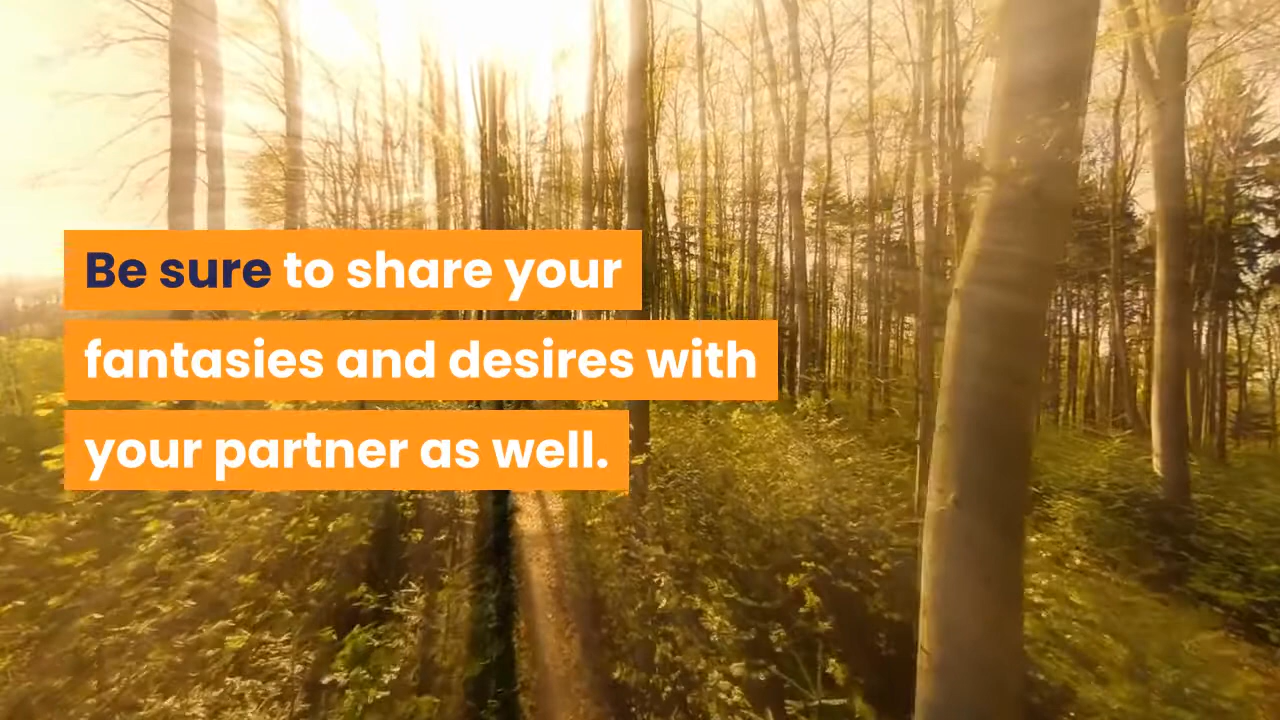 Be sure to share your
fantasies and desires with
your partner as well.